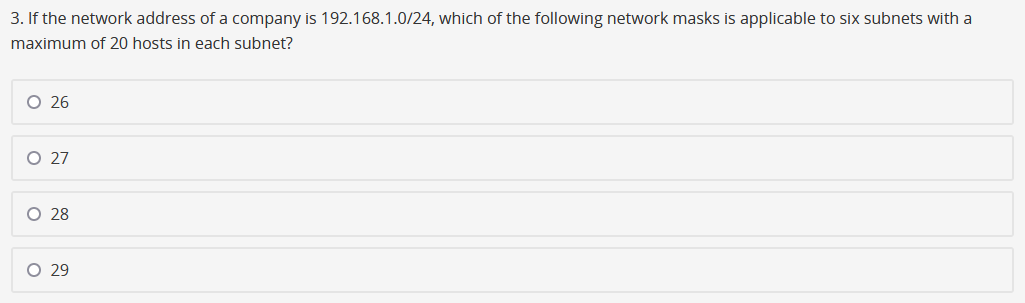 3. If the network address of a company is 192.168.1.0/24, which of the following network masks is applicable to six subnets with a
maximum of 20 hosts in each subnet?
26
27
28
29